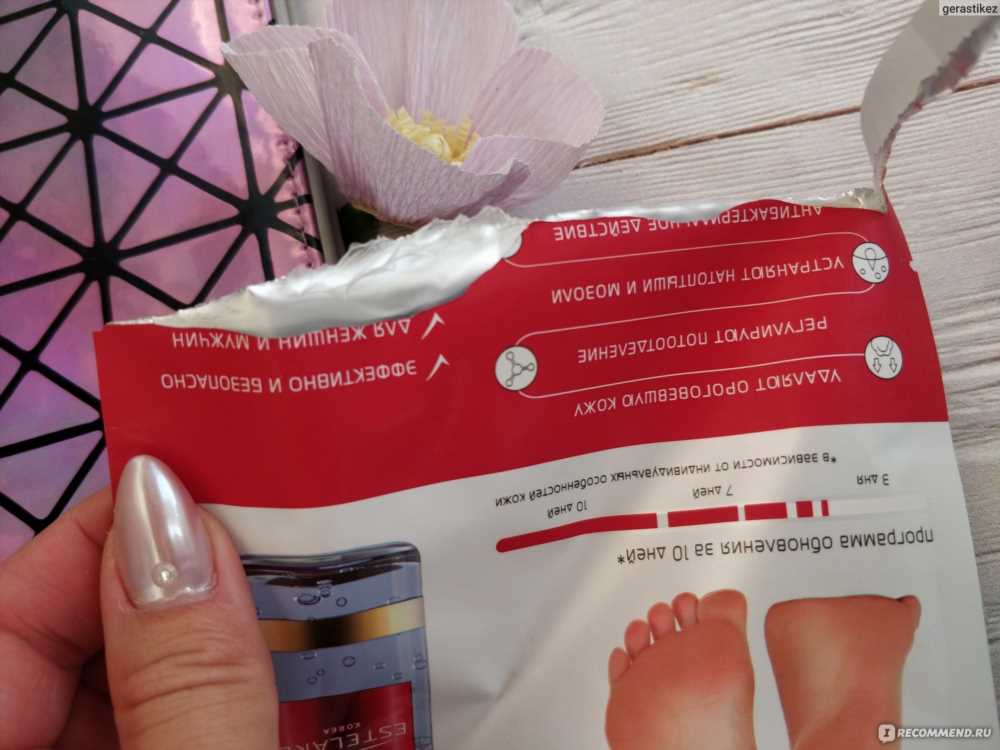 gerastikez
программа обновления за 10 дней*
3 дня
7 дней
10 дней
*в зависимости от индивидуальных особенностей кожи
УДАЛЯЮТ ОРОГОВЕВШУЮ КОЖУ
РЕГУЛИРУЮТ ПОТООТДЕЛЕНИЕ
УСТРАНЯЮТ НАТОПТЫШИ И МОЗОЛИ
АНТИБАКТЕРИАЛЬНОЕ ДЕЙСТВИЕ
ЭФФЕКТИВНО И БЕЗОПАСНО
ДЛЯ ЖЕНЩИН И МУЖЧИН
KOREA
IRECOMMEND.RU